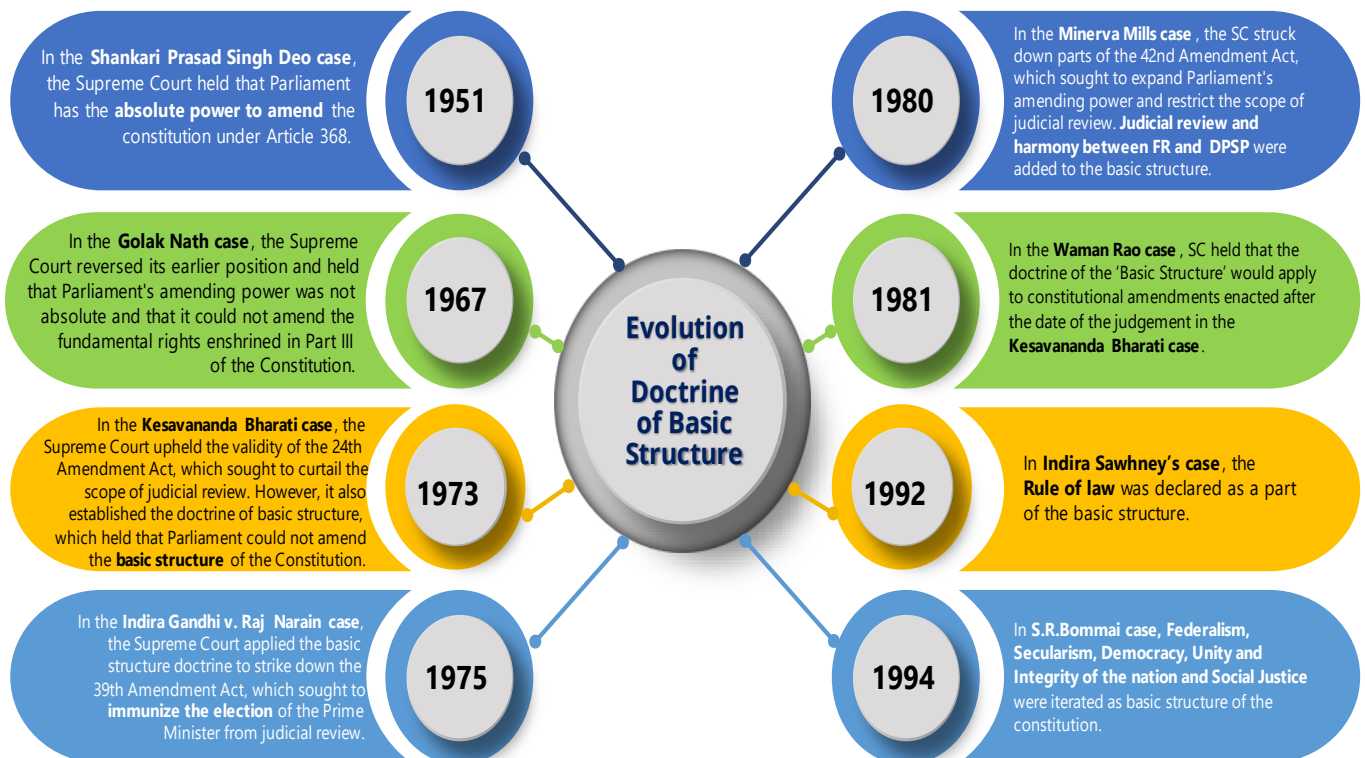 In the Shankari Prasad Singh Deo case,
the Supreme Court held that Parliament
has the absolute power to amend the
constitution under Article 368.
1951
In the Golak Nath case, the Supreme
Court reversed its earlier position and held
that Parliament's amending power was not
absolute and that it could not amend the
fundamental rights enshrined in Part III
of the Constitution.
1967
In the Kesavananda Bharati case, the
Supreme Court upheld the validity of the 24th
Amendment Act, which sought to curtail the
scope of judicial review. However, it also
established the doctrine of basic structure,
which held that Parliament could not amend
the basic structure of the Constitution.
1973
In the Indira Gandhi v. Raj Narain case,
the Supreme Court applied the basic
structure doctrine to strike down the
39th Amendment Act, which sought to
immunize the election of the Prime
Minister from judicial review.
1975
Evolution
of
Doctrine
of Basic
Structure
1980
In the Minerva Mills case, the SC struck
down parts of the 42nd Amendment Act,
which sought to expand Parliament's
amending power and restrict the scope of
judicial review. Judicial review and
harmony between FR and DPSP were
added to the basic structure.
1981
In the Waman Rao case, SC held that the
doctrine of the ‘Basic Structure’ would apply
to constitutional amendments enacted after
the date of the judgement in the
Kesavananda Bharati case.
1992
In Indira Sawhney’s case, the
Rule of law was declared as a part
of the basic structure.
1994
In S.R.Bommai case, Federalism,
Secularism, Democracy, Unity and
Integrity of the nation and Social Justice
were iterated as basic structure of the
constitution.